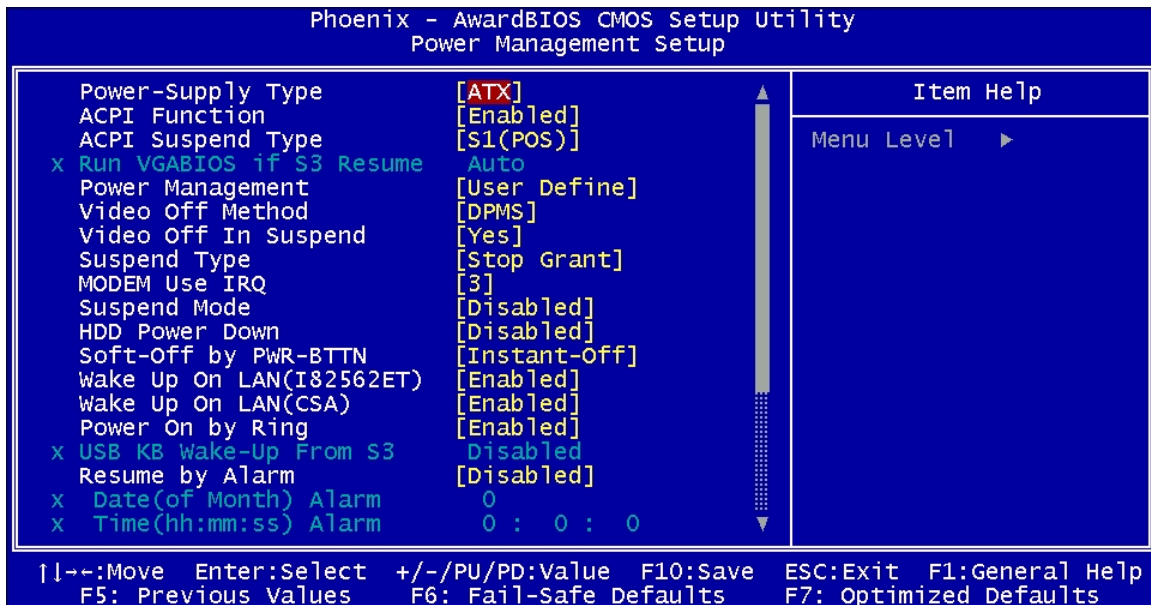 Phoenix - AwardBIOS CMOS Setup Utility
Power Management Setup
Power-Supply Type [ATX]
ACPI Function [Enabled]
ACPI Suspend Type [S1(POS)]
x Run VGABIOS if S3 Resume Auto
Power Management [User Define]
Video Off Method [DPMS]
Video Off In Suspend [Yes]
Suspend Type [Stop Grant]
MODEM Use IRQ [3]
Suspend Mode [Disabled]
HDD Power Down [Disabled]
Soft-Off by PWR-BTTN [Instant-Off]
Wake Up On LAN(I82562ET) [Enabled]
Wake Up On LAN(CSA) [Enabled]
Power On by Ring [Enabled]
x USB KB Wake-Up From S3 Disabled
Resume by Alarm [Disabled]
x Date(of Month) Alarm 0
x Time(hh:mm:ss) Alarm 0 : 0 : 0
Item Help
Menu Level ▶
↑↓→←:Move Enter:Select +/-/PU/PD:Value F10:Save ESC:Exit F1:General Help
F5: Previous Values F6: Fail-Safe Defaults F7: Optimized Defaults